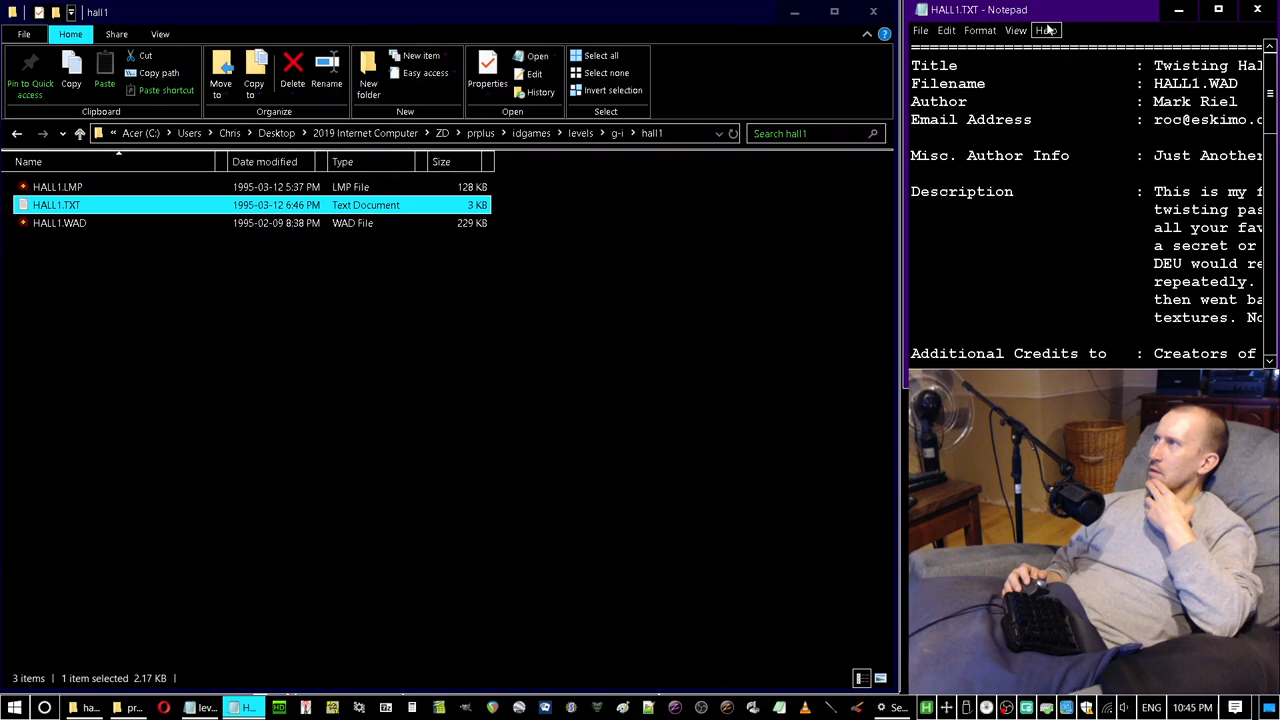 hall1
File Home Share View
Pin to Quick access
Copy
Paste
Cut
Copy path
Paste shortcut
Clipboard
Move to
Copy to
Delete
Rename
Organize
New folder
New item
Easy access
New
Properties
Open
Edit
History
Open
Select all
Select none
Invert selection
Select
Acer (C:) Users Chris Desktop 2019 Internet Computer ZD prplus idgames levels g-i hall1
Search hall1
Name Date modified Type Size
HALL1.LMP 1995-03-12 5:37 PM LMP File 128 KB
HALL1.TXT 1995-03-12 6:46 PM Text Document 3 KB
HALL1.WAD 1995-02-09 8:38 PM WAD File 229 KB
3 items 1 item selected 2.17 KB
HALL1.TXT - Notepad
File Edit Format View Help
================================================
Title : Twisting Hal
Filename : HALL1.WAD
Author : Mark Riel
Email Address : roc@eskimo.c
Misc. Author Info : Just Another
Description : This is my f
twisting pas
all your fav
a secret or
DEU would re
repeatedly.
then went ba
textures. No
Additional Credits to : Creators of
ha...
pr...
lev...
H...
Se...
ENG
10:45 PM